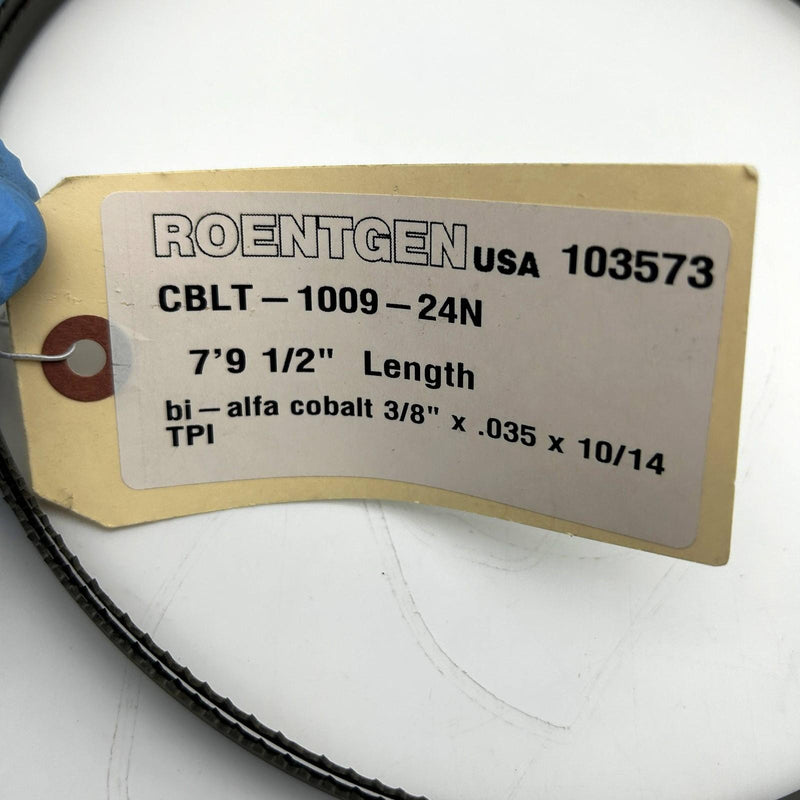 ROENTGEN USA 103573
CBLT-1009-24N
7'9 1/2" Length
bi-alfa cobalt 3/8" x .035 x 10/14
TPI